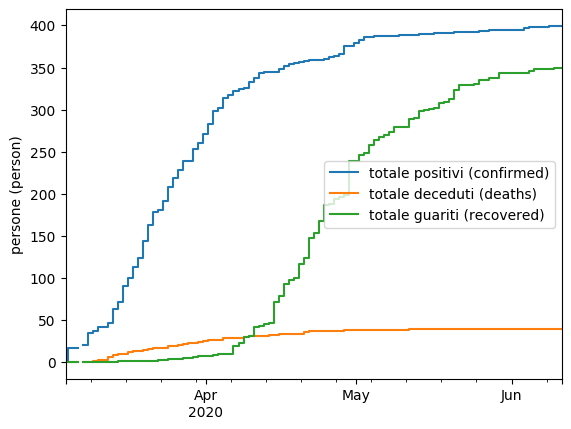 400
350
300
250
200
150
100
50
0
persone (person)
totale positivi (confirmed)
totale deceduti (deaths)
totale guariti (recovered)
Apr
2020
May
Jun